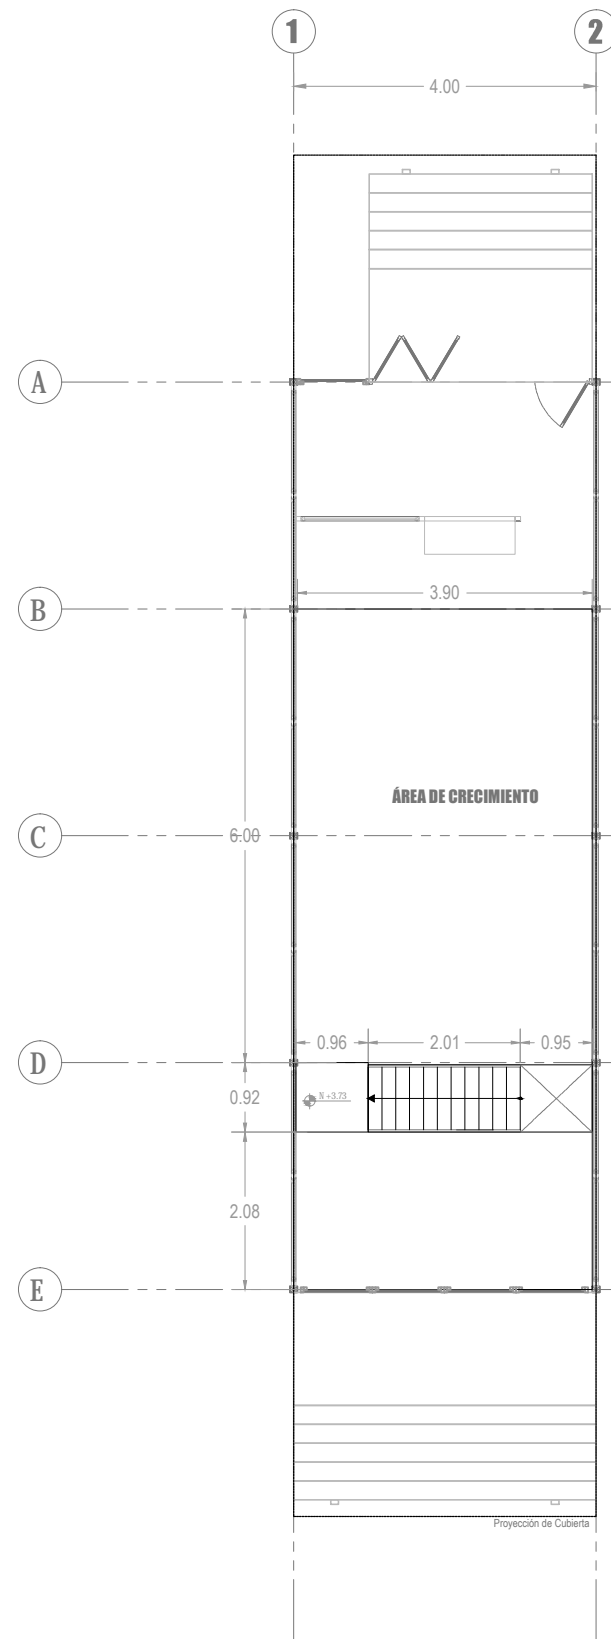 1
2
4.00
A
3.90
B
ÁREA DE CRECIMIENTO
C
6.00
0.96
2.01
0.95
D
0.92
N +3.73
2.08
E
Proyección de Cubierta